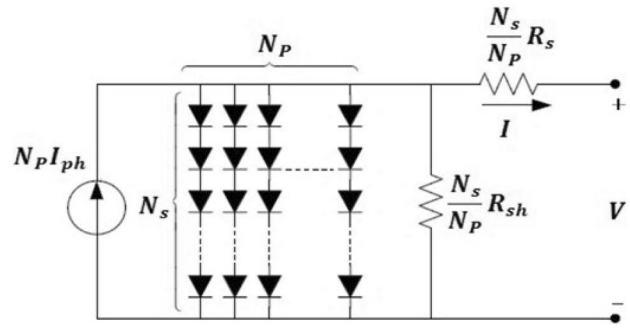 N_P
N_s/N_P R_s
I
+
N_P I_ph
N_s
N_s/N_P R_sh
V
−